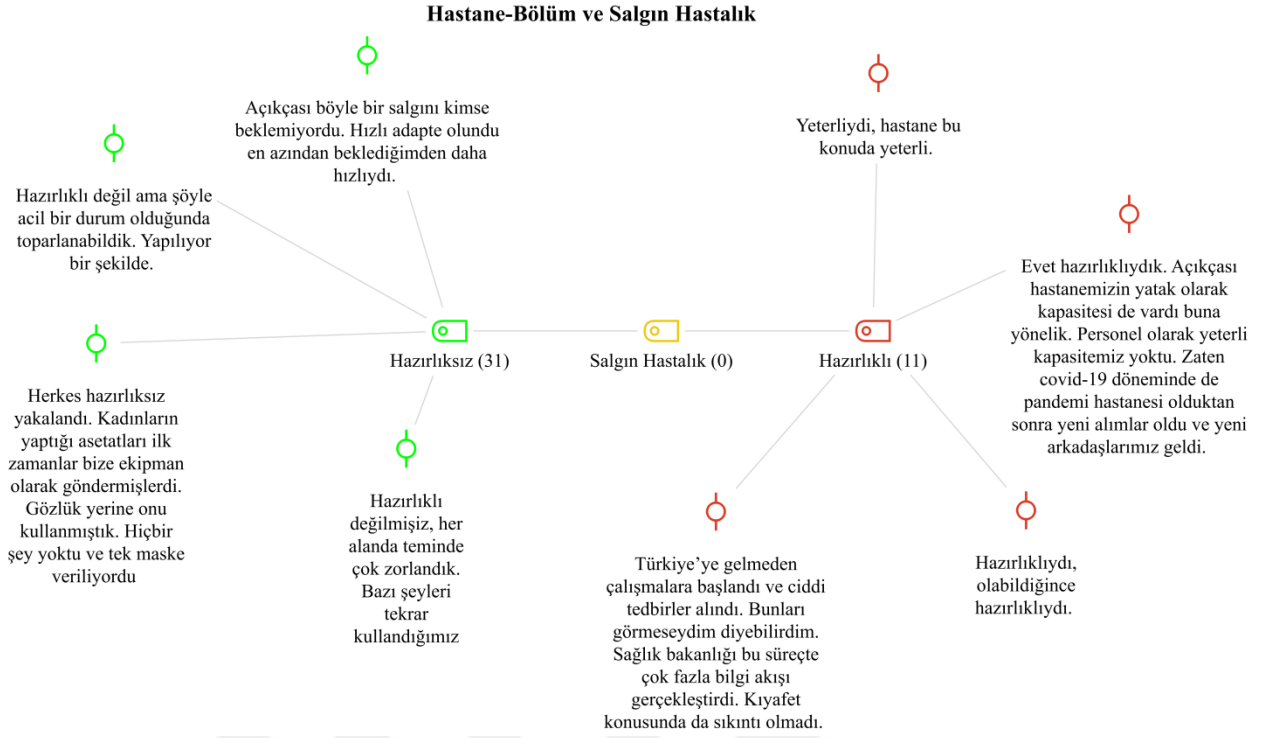 Hastane-Bölüm ve Salgın Hastalık
Açıkçası böyle bir salgını kimse
beklemiyordu. Hızlı adapte olundu
en azından beklediğimden daha
hızlıydı.
Yeterliydi, hastane bu
konuda yeterli.
Hazırlıklı değil ama şöyle
acil bir durum olduğunda
toparlanabildik. Yapılıyor
bir şekilde.
Evet hazırlıklıydık. Açıkçası
hastanemizin yatak olarak
kapasitesi de vardı buna
yönelik. Personel olarak yeterli
kapasitemiz yoktu. Zaten
covid-19 döneminde de
pandemi hastanesi olduktan
sonra yeni alımlar oldu ve yeni
arkadaşlarımız geldi.
Hazırlıksız (31)
Salgın Hastalık (0)
Hazırlıklı (11)
Herkes hazırlıksız
yakalandı. Kadınların
yaptığı asetatları ilk
zamanlar bize ekipman
olarak göndermişlerdi.
Gözlük yerine onu
kullanmıştık. Hiçbir
şey yoktu ve tek maske
veriliyordu
Hazırlıklı
değilmişiz, her
alanda teminde
çok zorlandık.
Bazı şeyleri
tekrar
kullandığımız
Türkiye’ye gelmeden
çalışmalara başlandı ve ciddi
tedbirler alındı. Bunları
görmeseydim diyebilirdim.
Sağlık bakanlığı bu süreçte
çok fazla bilgi akışı
gerçekleştirdi. Kıyafet
konusunda da sıkıntı olmadı.
Hazırlıklıydı,
olabildiğince
hazırlıklıydı.